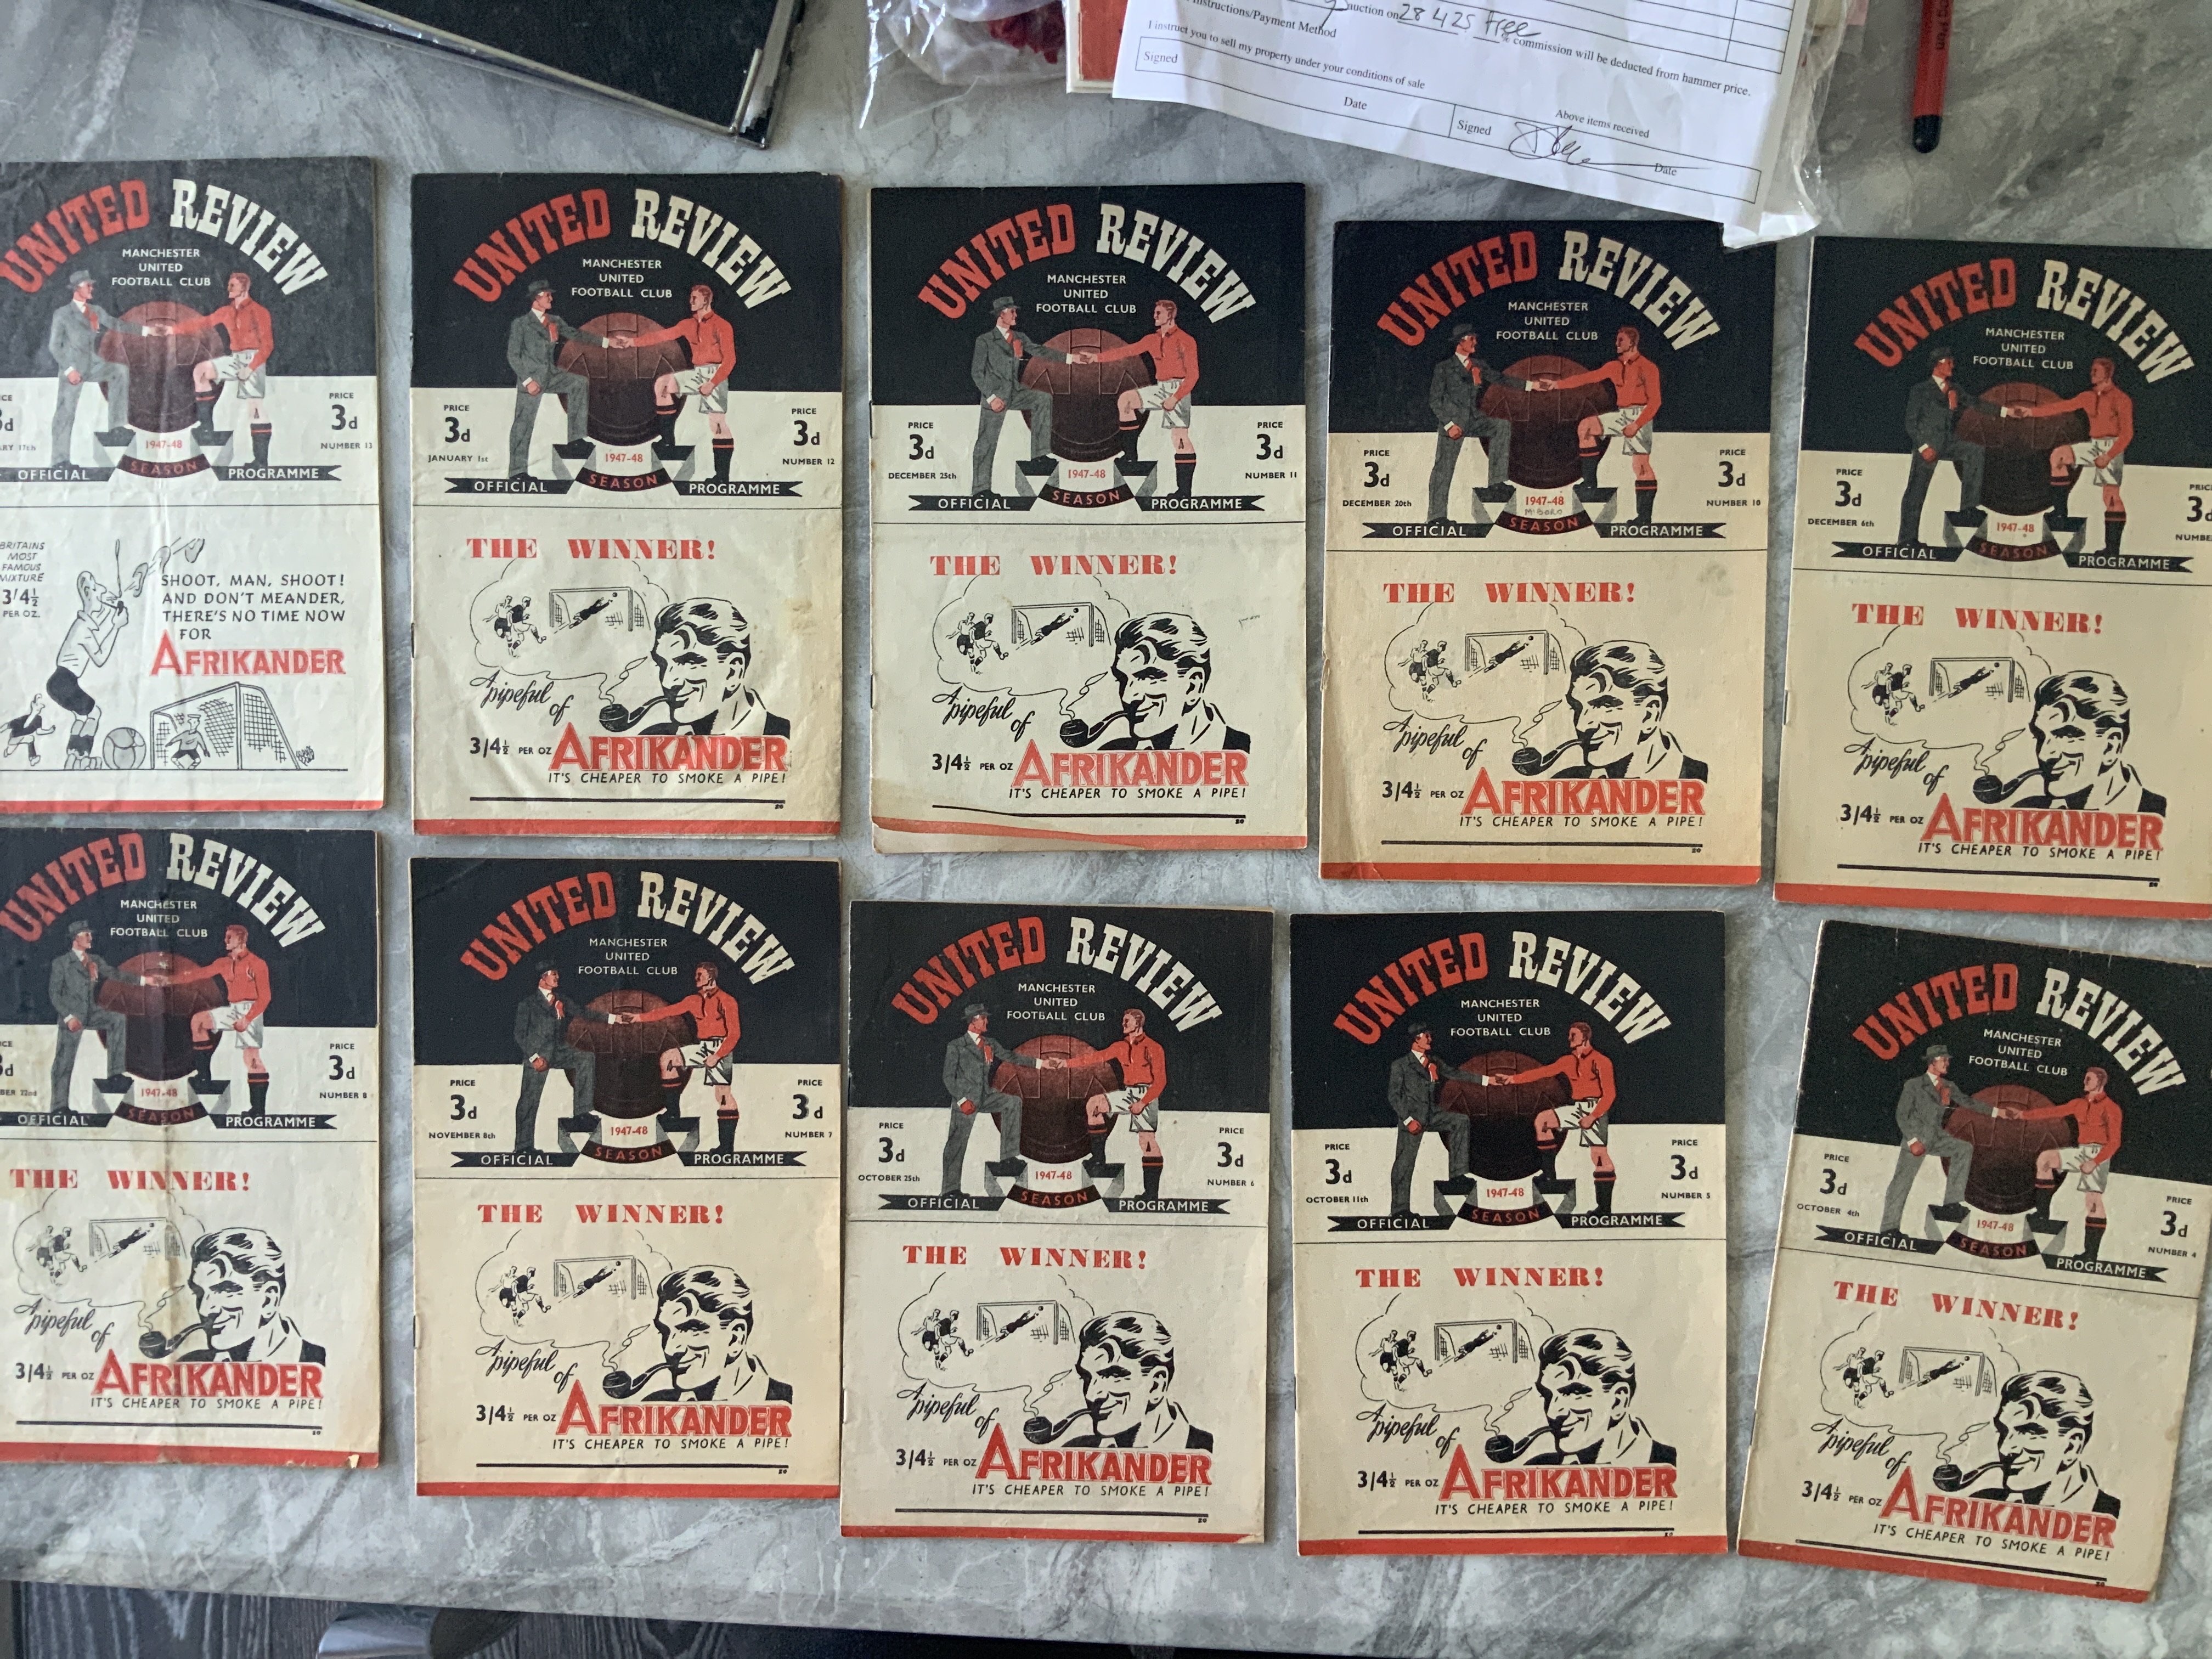 Instructions/Payment Method
auction on 28 4 25 Free commission will be deducted from hammer price.
I instruct you to sell my property under your conditions of sale
Signed
Date
Above items received
Signed
Date
UNITED REVIEW
MANCHESTER
UNITED
FOOTBALL CLUB
PRICE
3d
NUMBER 13
1947-48
OFFICIAL SEASON PROGRAMME
BRITAINS
MOST
FAMOUS
MIXTURE
3'4½
PER OZ.
SHOOT, MAN, SHOOT!
AND DON'T MEANDER,
THERE'S NO TIME NOW
FOR
AFRIKANDER
UNITED REVIEW
MANCHESTER
UNITED
FOOTBALL CLUB
PRICE
3d
JANUARY 1st
PRICE
3d
NUMBER 12
1947-48
OFFICIAL SEASON PROGRAMME
THE WINNER!
A pipeful of
3/4½ PER OZ AFRIKANDER
IT'S CHEAPER TO SMOKE A PIPE!
20
UNITED REVIEW
MANCHESTER
UNITED
FOOTBALL CLUB
PRICE
3d
DECEMBER 25th
PRICE
3d
NUMBER 11
1947-48
OFFICIAL SEASON PROGRAMME
THE WINNER!
A pipeful of
3/4½ PER OZ AFRIKANDER
IT'S CHEAPER TO SMOKE A PIPE!
20
UNITED REVIEW
MANCHESTER
UNITED
FOOTBALL CLUB
PRICE
3d
DECEMBER 20th
PRICE
3d
NUMBER 10
1947-48
M'BORO
OFFICIAL SEASON PROGRAMME
THE WINNER!
A pipeful of
3/4½ PER OZ AFRIKANDER
IT'S CHEAPER TO SMOKE A PIPE!
20
UNITED REVIEW
MANCHESTER
UNITED
FOOTBALL CLUB
PRICE
3d
DECEMBER 6th
1947-48
OFFICIAL SEASON PROGRAMME
THE WINNER!
A pipeful of
3/4½ PER OZ AFRIKANDER
IT'S CHEAPER TO SMOKE A PIPE!
20
UNITED REVIEW
MANCHESTER
UNITED
FOOTBALL CLUB
PRICE
3d
NUMBER 8
1947-48
OFFICIAL SEASON PROGRAMME
THE WINNER!
A pipeful of
3/4½ PER OZ AFRIKANDER
IT'S CHEAPER TO SMOKE A PIPE!
20
UNITED REVIEW
MANCHESTER
UNITED
FOOTBALL CLUB
PRICE
3d
NOVEMBER 8th
PRICE
3d
NUMBER 7
1947-48
OFFICIAL SEASON PROGRAMME
THE WINNER!
A pipeful of
3/4½ PER OZ AFRIKANDER
IT'S CHEAPER TO SMOKE A PIPE!
20
UNITED REVIEW
MANCHESTER
UNITED
FOOTBALL CLUB
PRICE
3d
OCTOBER 25th
PRICE
3d
NUMBER 6
1947-48
OFFICIAL SEASON PROGRAMME
THE WINNER!
A pipeful of
3/4½ PER OZ AFRIKANDER
IT'S CHEAPER TO SMOKE A PIPE!
20
UNITED REVIEW
MANCHESTER
UNITED
FOOTBALL CLUB
PRICE
3d
OCTOBER 11th
PRICE
3d
NUMBER 5
1947-48
OFFICIAL SEASON PROGRAMME
THE WINNER!
A pipeful of
3/4½ PER OZ AFRIKANDER
IT'S CHEAPER TO SMOKE A PIPE!
UNITED REVIEW
MANCHESTER
UNITED
FOOTBALL CLUB
PRICE
3d
OCTOBER 4th
PRICE
3d
NUMBER 4
1947-48
OFFICIAL SEASON PROGRAMME
THE WINNER!
A pipeful of
3/4½ PER OZ AFRIKANDER
IT'S CHEAPER TO SMOKE A PIPE!
20